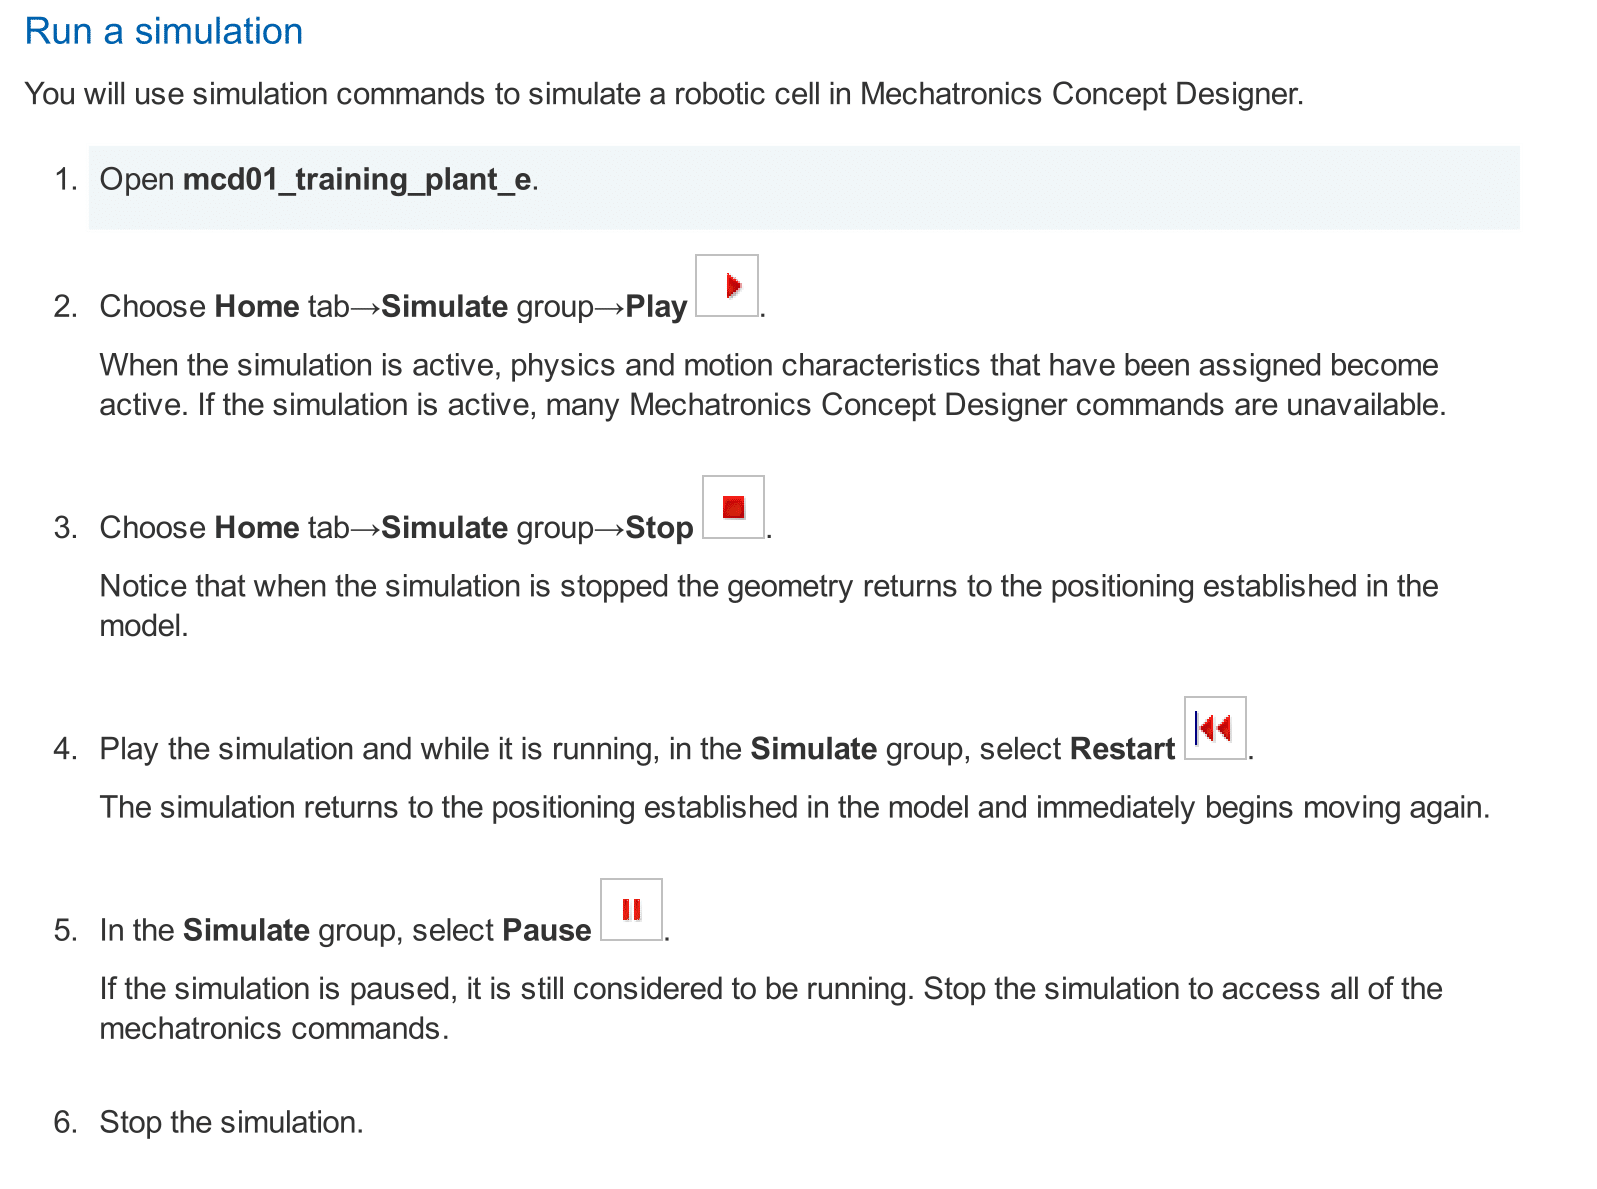 Run a simulation
You will use simulation commands to simulate a robotic cell in Mechatronics Concept Designer.
1. Open mcd01_training_plant_e.
2. Choose Home tab→Simulate group→Play .
When the simulation is active, physics and motion characteristics that have been assigned become
active. If the simulation is active, many Mechatronics Concept Designer commands are unavailable.
3. Choose Home tab→Simulate group→Stop .
Notice that when the simulation is stopped the geometry returns to the positioning established in the
model.
4. Play the simulation and while it is running, in the Simulate group, select Restart .
The simulation returns to the positioning established in the model and immediately begins moving again.
5. In the Simulate group, select Pause .
If the simulation is paused, it is still considered to be running. Stop the simulation to access all of the
mechatronics commands.
6. Stop the simulation.